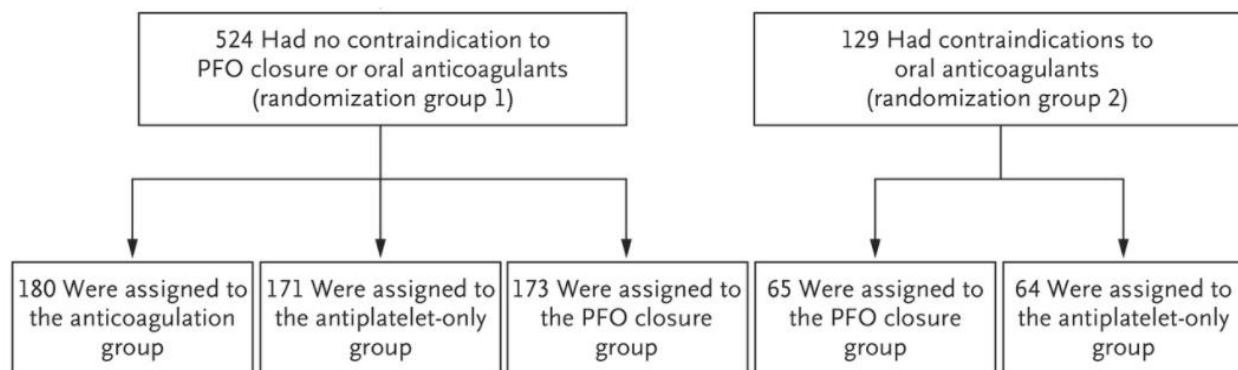 524 Had no contraindication to
PFO closure or oral anticoagulants
(randomization group 1)
129 Had contraindications to
oral anticoagulants
(randomization group 2)
180 Were assigned to
the anticoagulation
group
171 Were assigned to
the antiplatelet-only
group
173 Were assigned to
the PFO closure
group
65 Were assigned to
the PFO closure
group
64 Were assigned to
the antiplatelet-only
group